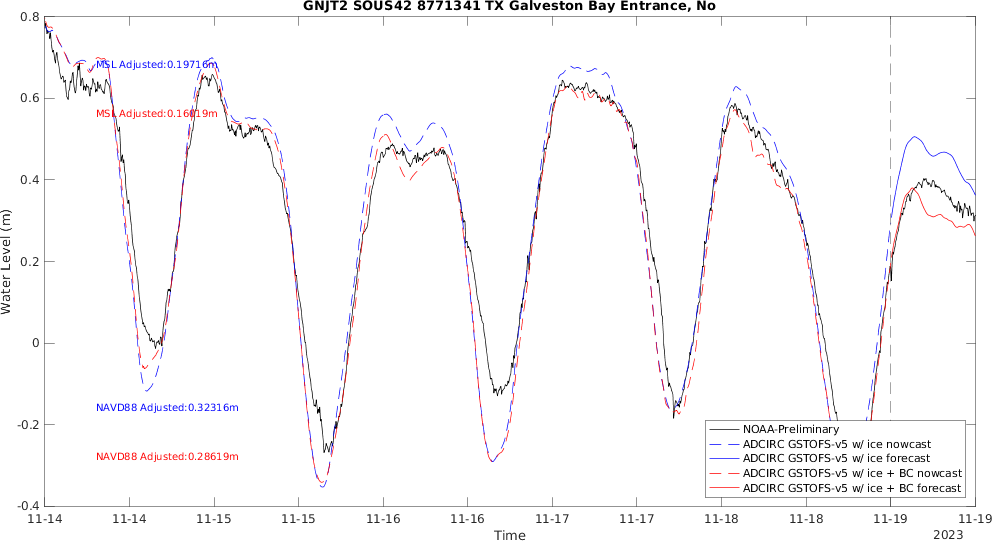 GNJT2 SOUS42 8771341 TX Galveston Bay Entrance, No
0.8
0.6
0.4
0.2
0
-0.2
-0.4
Water Level (m)
MSL Adjusted:0.19716m
MSL Adjusted:0.16819m
NAVD88 Adjusted:0.32316m
NAVD88 Adjusted:0.28619m
NOAA-Preliminary
ADCIRC GSTOFS-v5 w/ ice nowcast
ADCIRC GSTOFS-v5 w/ ice forecast
ADCIRC GSTOFS-v5 w/ ice + BC nowcast
ADCIRC GSTOFS-v5 w/ ice + BC forecast
11-14 11-14 11-15 11-15 11-16 11-16 11-17 11-17 11-18 11-18 11-19 11-19
Time
2023